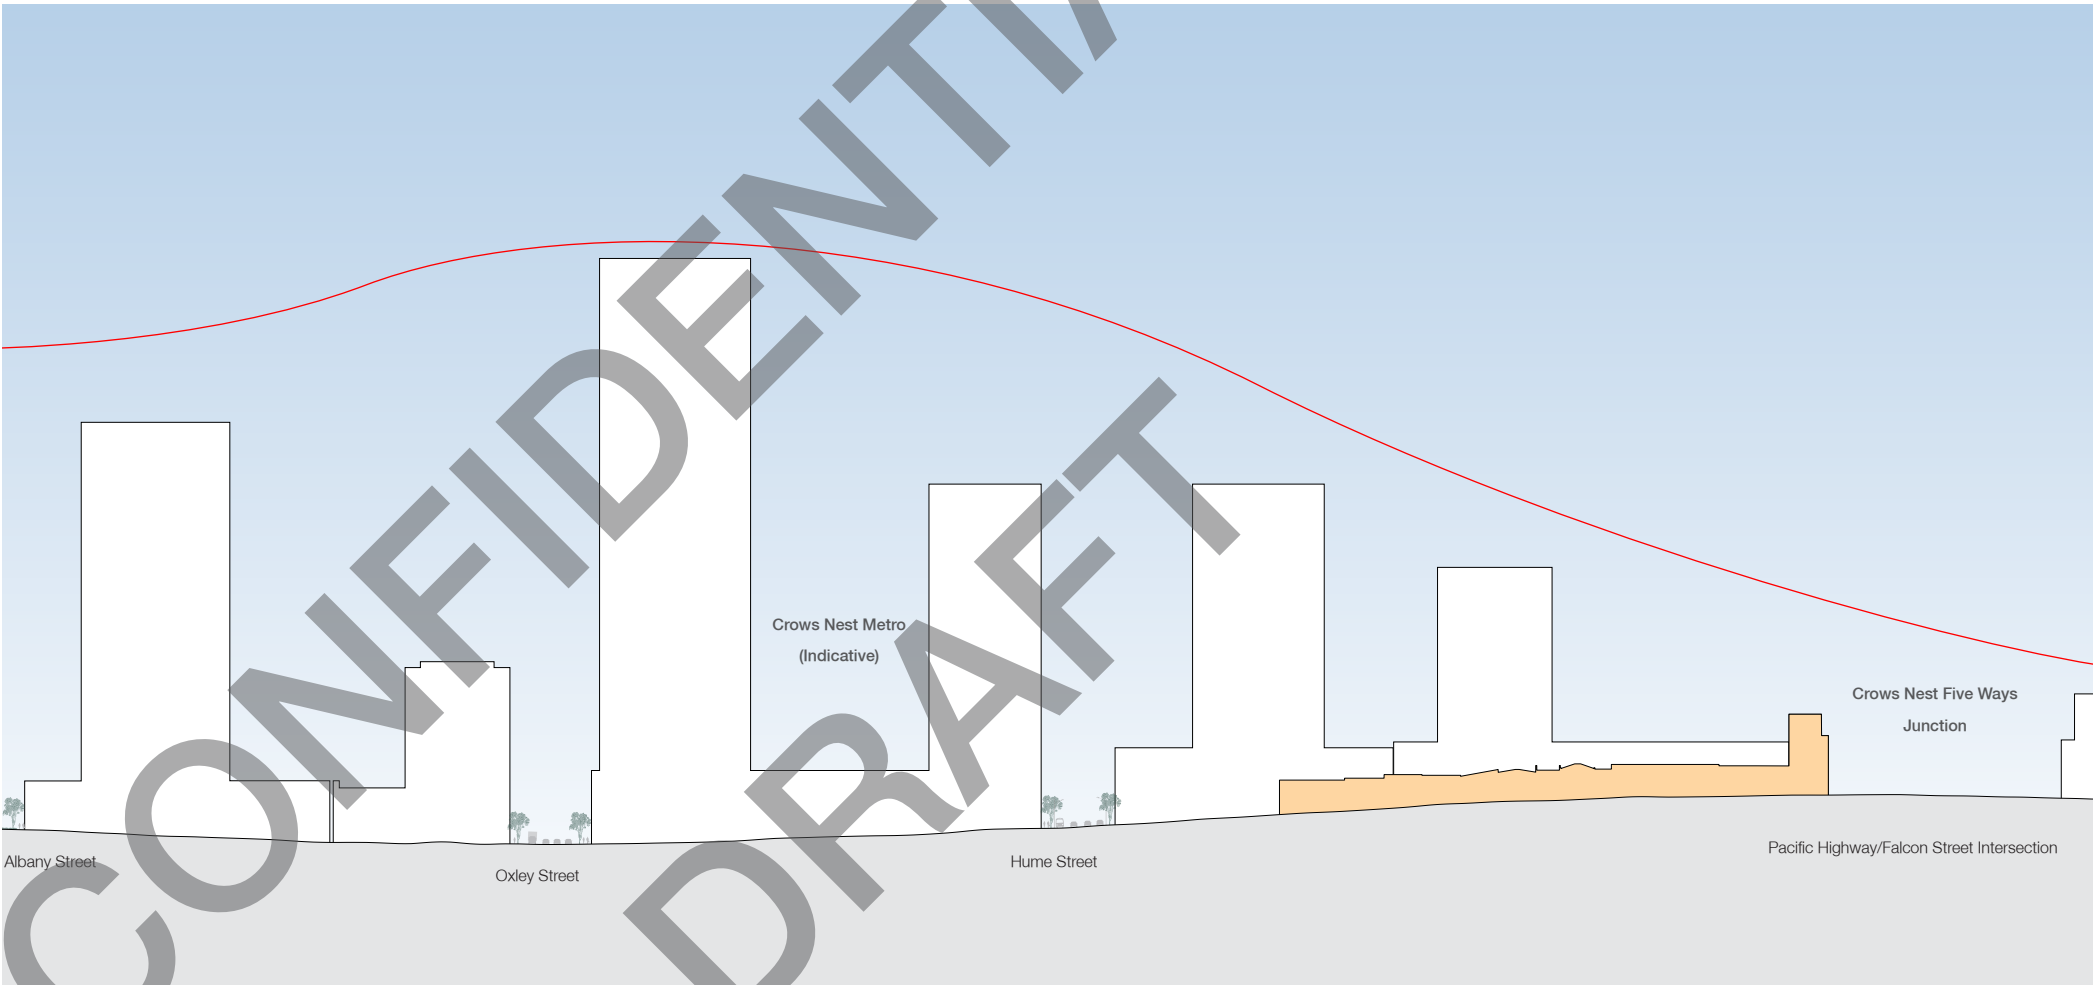 CONFIDENTIA
DRAFT
Crows Nest Metro
(Indicative)
Crows Nest Five Ways
Junction
Albany Street
Oxley Street
Hume Street
Pacific Highway/Falcon Street Intersection